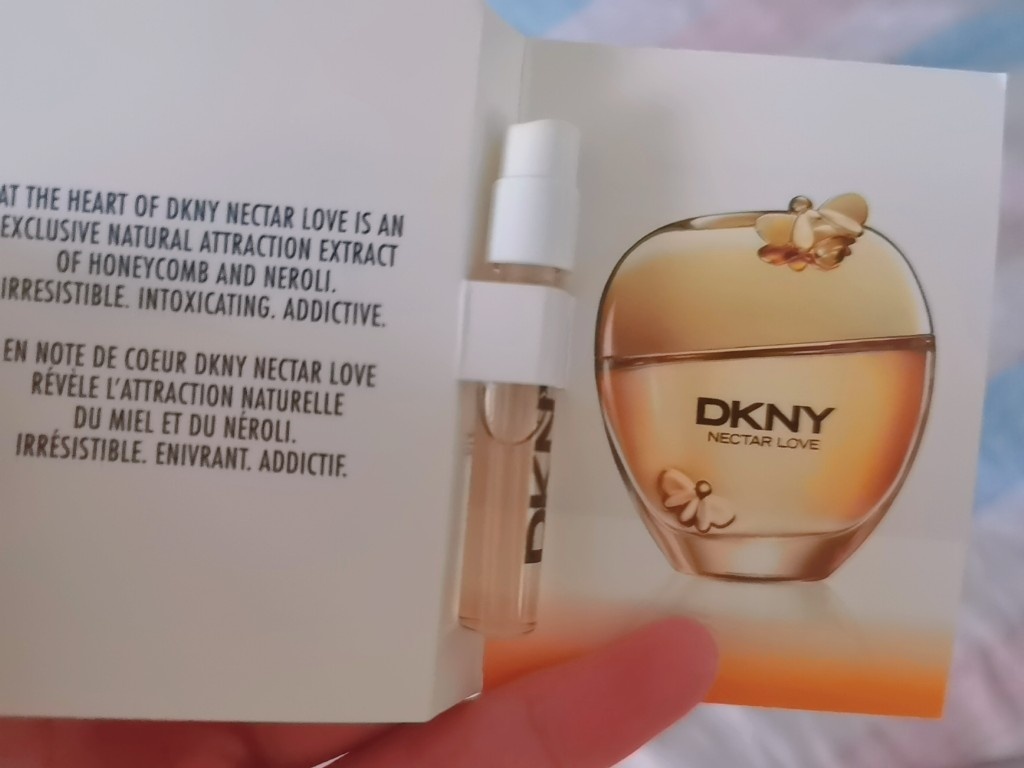 AT THE HEART OF DKNY NECTAR LOVE IS AN
EXCLUSIVE NATURAL ATTRACTION EXTRACT
OF HONEYCOMB AND NEROLI.
IRRESISTIBLE. INTOXICATING. ADDICTIVE.
EN NOTE DE COEUR DKNY NECTAR LOVE
RÉVÈLE L'ATTRACTION NATURELLE
DU MIEL ET DU NÉROLI.
IRRÉSISTIBLE. ENIVRANT. ADDICTIF.
DKNY
DKNY
NECTAR LOVE